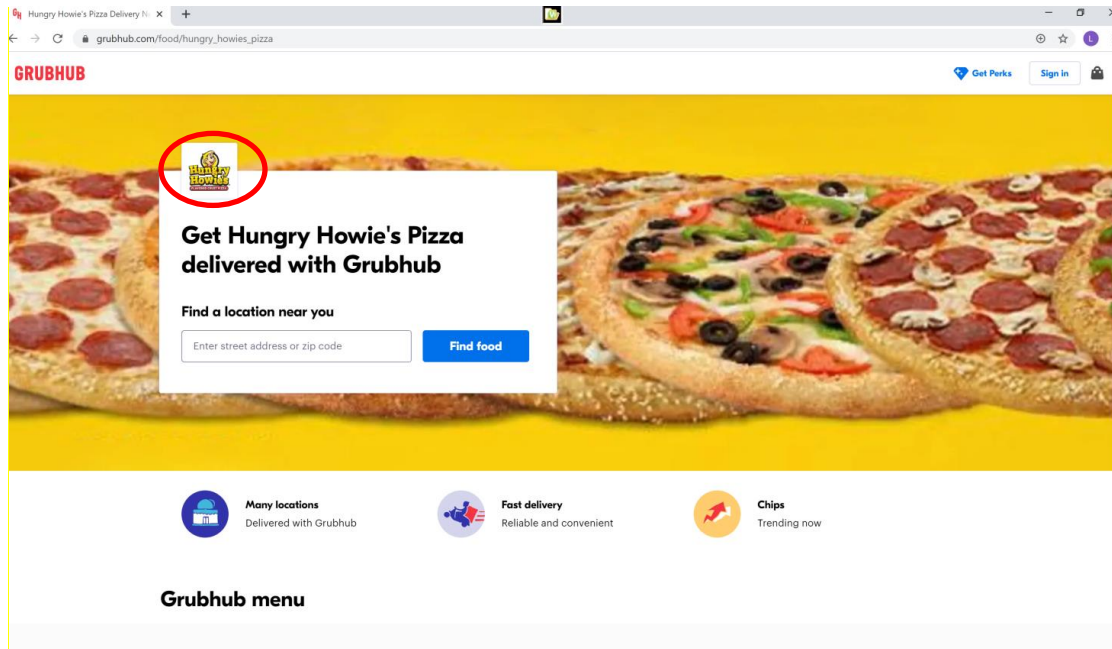 Hungry Howie's Pizza Delivery N
grubhub.com/food/hungry_howies_pizza
L
GRUBHUB
Get Perks
Sign in
Hungry
Howies
Get Hungry Howie's Pizza
delivered with Grubhub
Find a location near you
Enter street address or zip code
Find food
Many locations
Delivered with Grubhub
Fast delivery
Reliable and convenient
Chips
Trending now
Grubhub menu